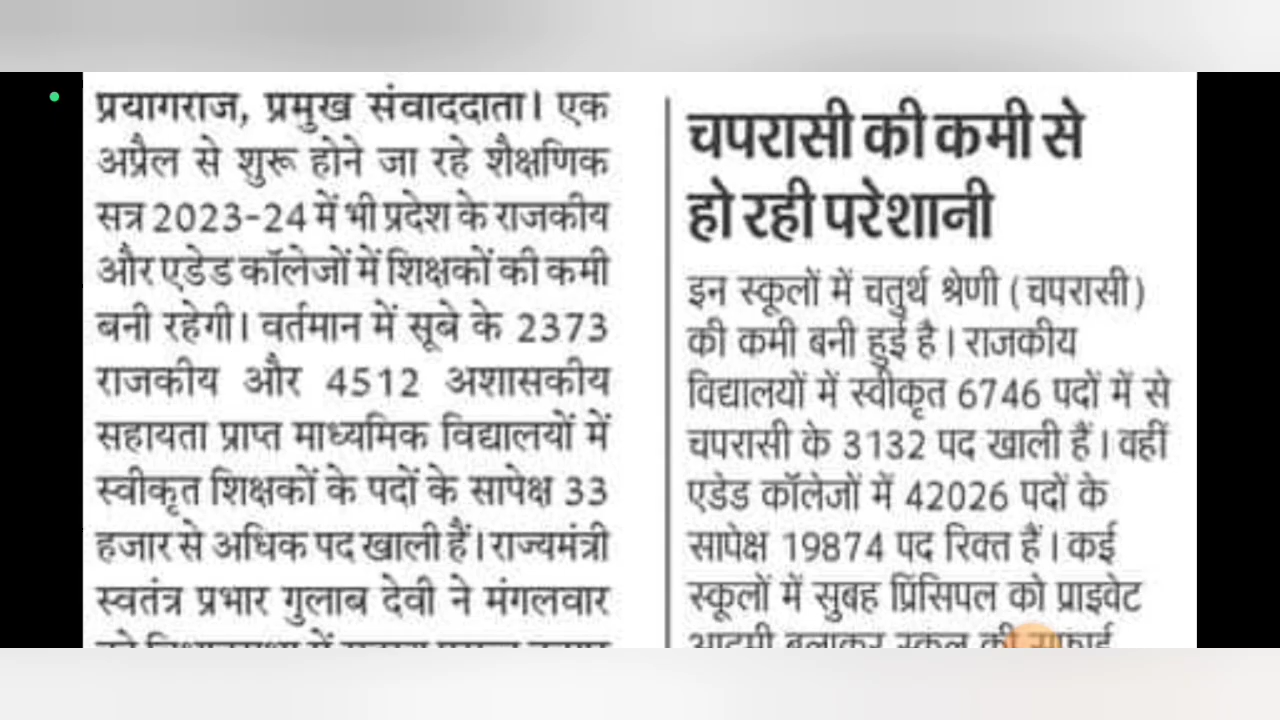 प्रयागराज, प्रमुख संवाददाता। एक
अप्रैल से शुरू होने जा रहे शैक्षणिक
सत्र 2023-24 में भी प्रदेश के राजकीय
और एडेड कॉलेजों में शिक्षकों की कमी
बनी रहेगी। वर्तमान में सूबे के 2373
राजकीय और 4512 अशासकीय
सहायता प्राप्त माध्यमिक विद्यालयों में
स्वीकृत शिक्षकों के पदों के सापेक्ष 33
हजार से अधिक पद खाली हैं। राज्यमंत्री
स्वतंत्र प्रभार गुलाब देवी ने मंगलवार
चपरासी की कमी से
हो रही परेशानी
इन स्कूलों में चतुर्थ श्रेणी (चपरासी)
की कमी बनी हुई है। राजकीय
विद्यालयों में स्वीकृत 6746 पदों में से
चपरासी के 3132 पद खाली हैं। वहीं
एडेड कॉलेजों में 42026 पदों के
सापेक्ष 19874 पद रिक्त हैं। कई
स्कूलों में सुबह प्रिंसिपल को प्राइवेट